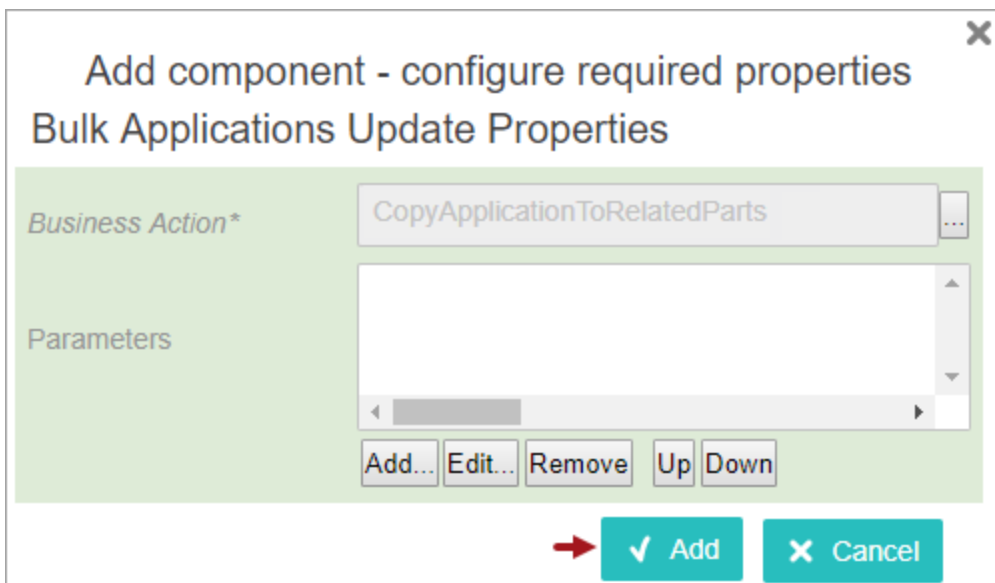 Add component - configure required properties
Bulk Applications Update Properties
Business Action*
CopyApplicationToRelatedParts
...
Parameters
Add... Edit... Remove Up Down
Add Cancel